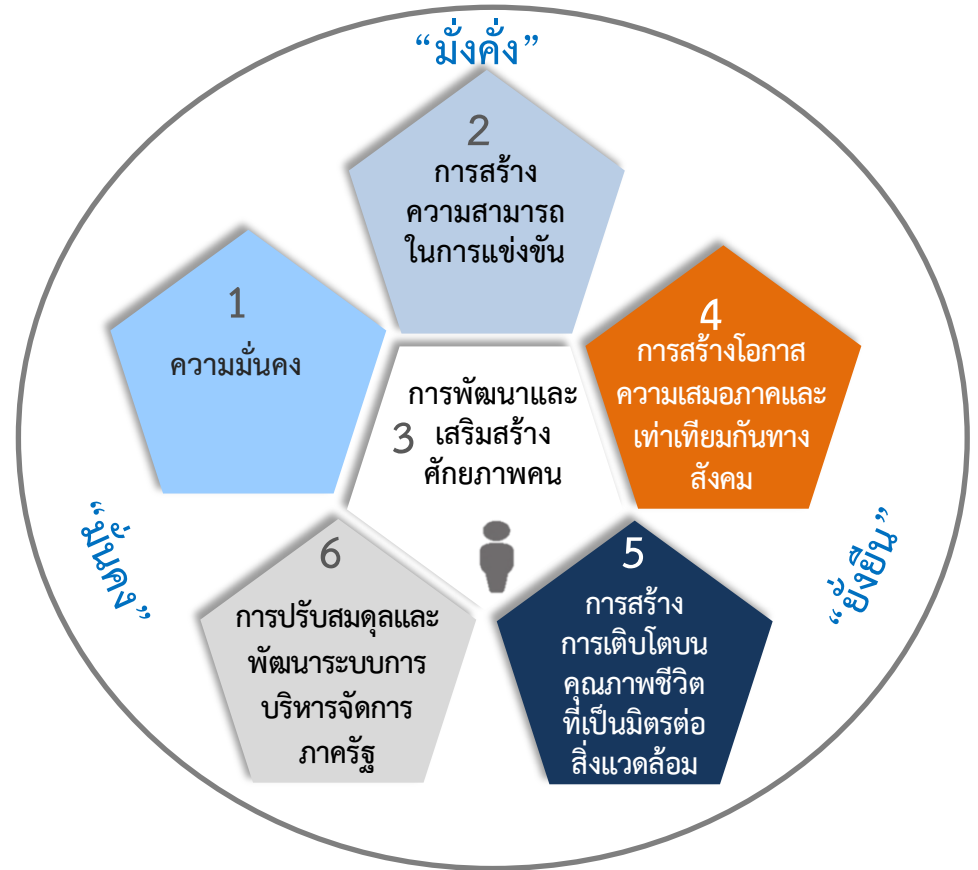 “มั่งคั่ง”
2
การสร้าง
ความสามารถ
ในการแข่งขัน
1
ความมั่นคง
4
การสร้างโอกาส
ความเสมอภาคและ
เท่าเทียมกันทาง
สังคม
3
การพัฒนาและ
เสริมสร้าง
ศักยภาพคน
“มั่นคง”
“ยั่งยืน”
6
การปรับสมดุลและ
พัฒนาระบบการ
บริหารจัดการ
ภาครัฐ
5
การสร้าง
การเติบโตบน
คุณภาพชีวิต
ที่เป็นมิตรต่อ
สิ่งแวดล้อม